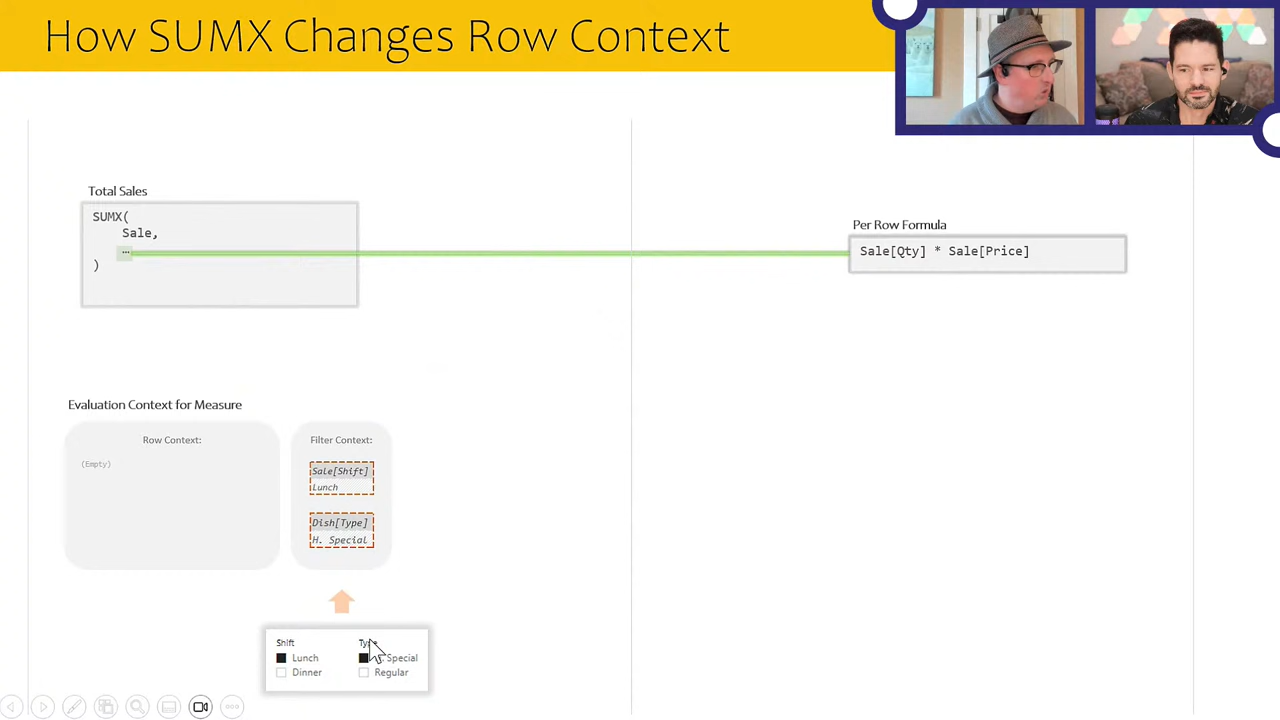 How SUMX Changes Row Context
Total Sales
SUMX(
Sale,
...
)
Per Row Formula
Sale[Qty] * Sale[Price]
Evaluation Context for Measure
Row Context:
(Empty)
Filter Context:
Sale[Shift]
Lunch
Dish[Type]
H. Special
Shift
Type
Lunch
Special
Dinner
Regular